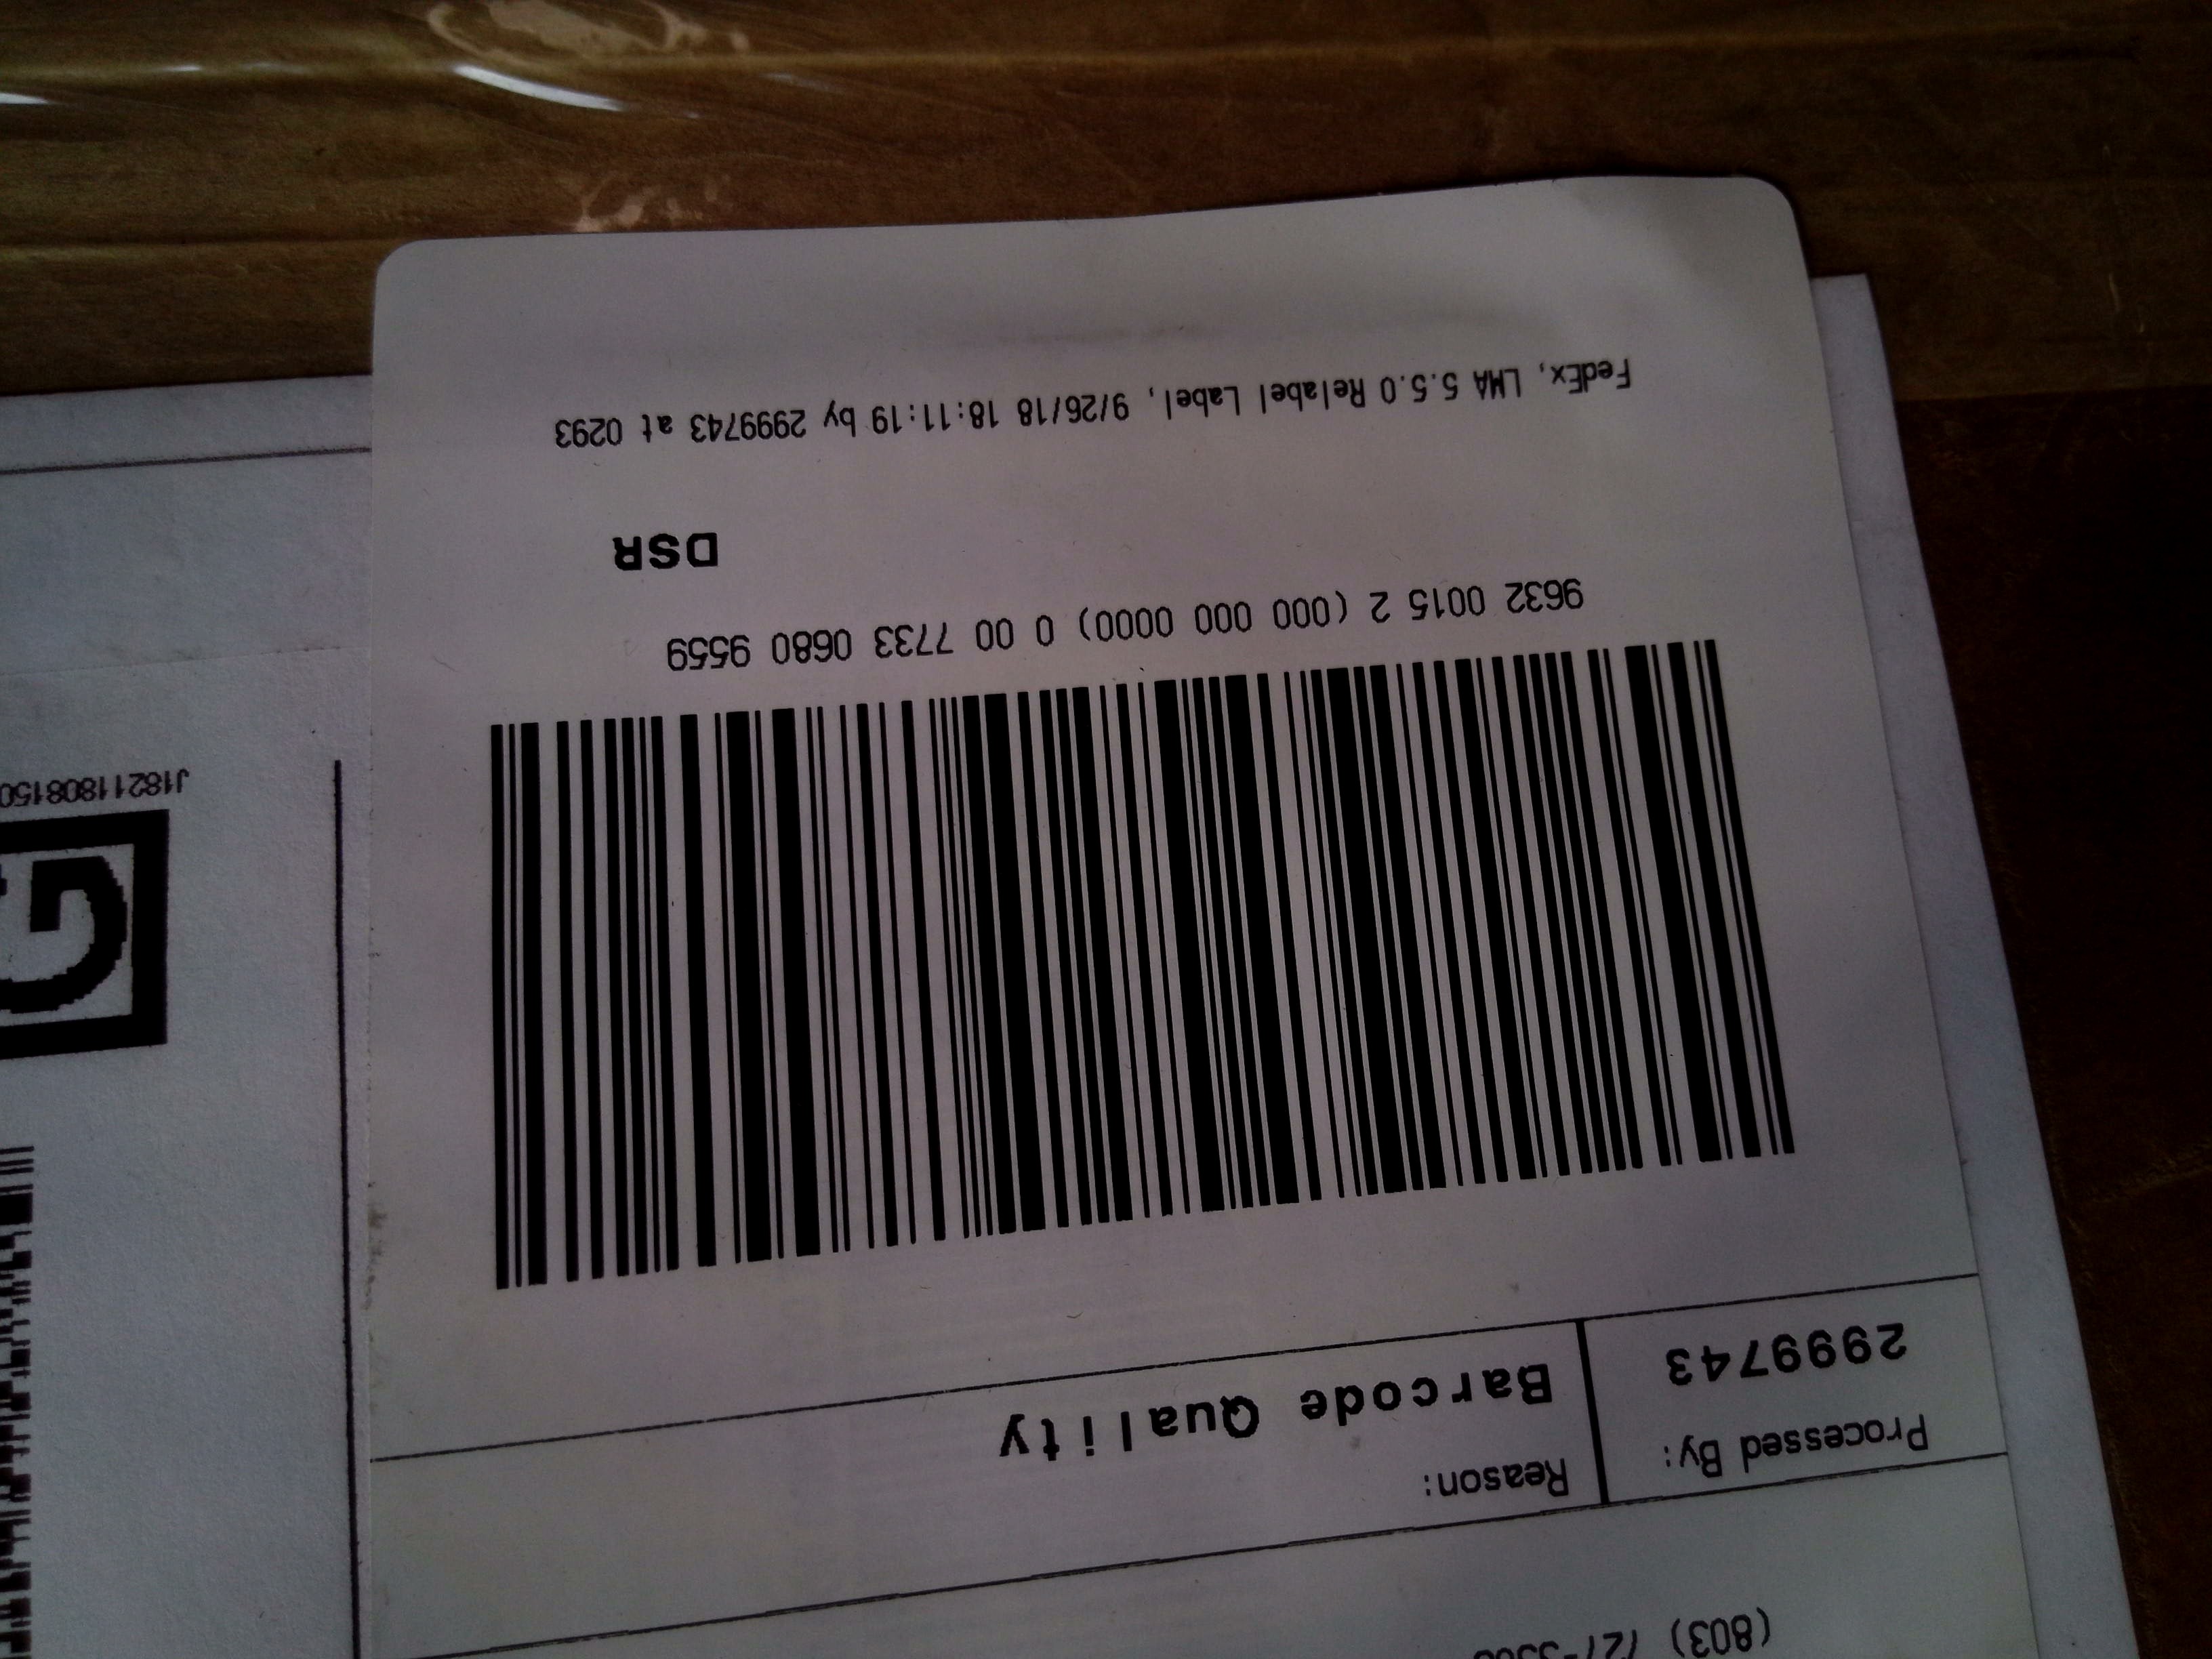 (803)
Processed By:
2999743
Reason:
Barcode Quality
9632 0015 2 (000 000 0000) 0 00 7733 0680 9559
DSR
FedEx, LMA 5.5.0 Relabel Label, 9/26/18 18:11:19 by 2999743 at 0293
G